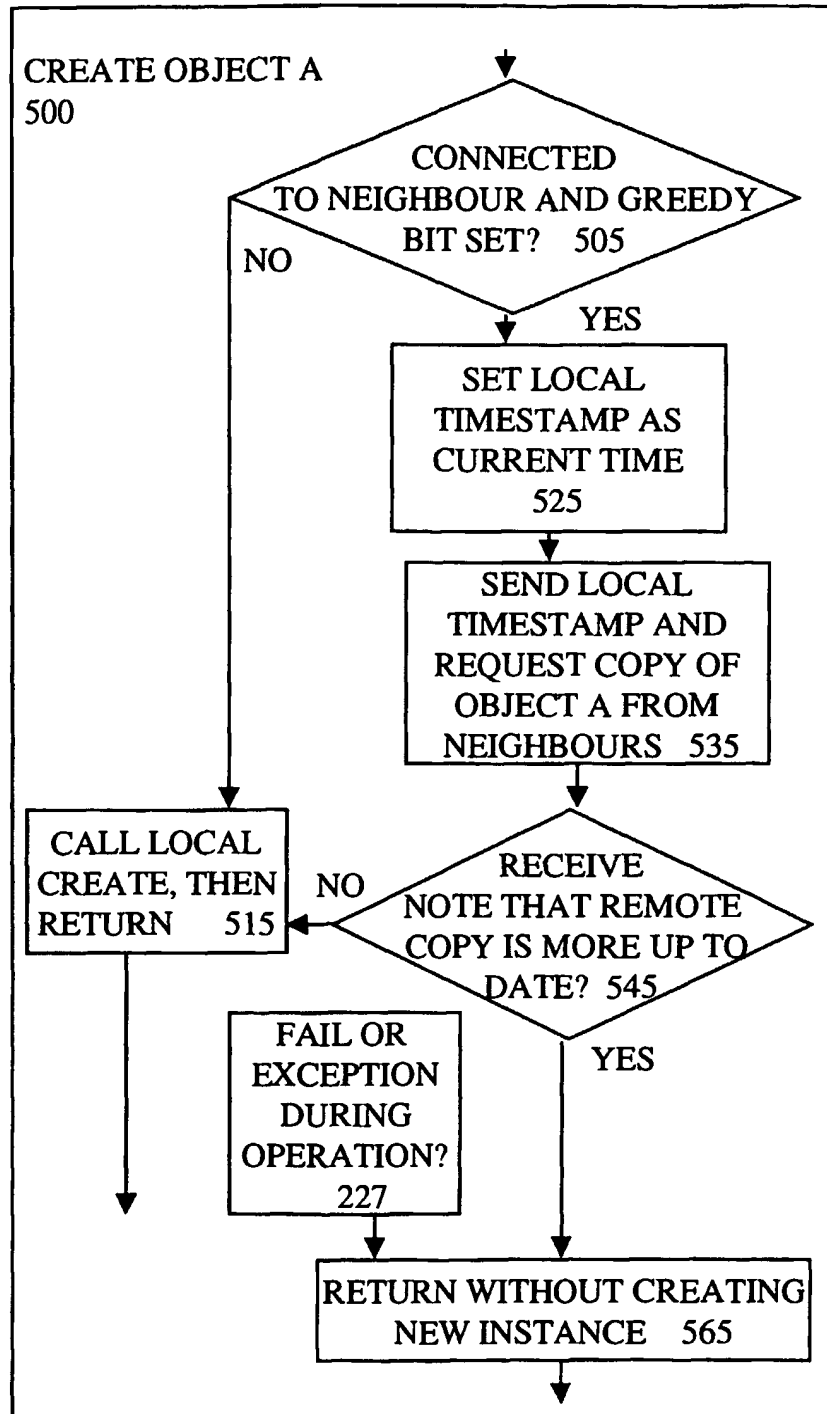 CREATE OBJECT A
500
CONNECTED
TO NEIGHBOUR AND GREEDY
BIT SET? 505
NO
YES
SET LOCAL
TIMESTAMP AS
CURRENT TIME
525
SEND LOCAL
TIMESTAMP AND
REQUEST COPY OF
OBJECT A FROM
NEIGHBOURS 535
CALL LOCAL
CREATE, THEN
RETURN 515
NO
RECEIVE
NOTE THAT REMOTE
COPY IS MORE UP TO
DATE? 545
YES
FAIL OR
EXCEPTION
DURING
OPERATION?
227
RETURN WITHOUT CREATING
NEW INSTANCE 565